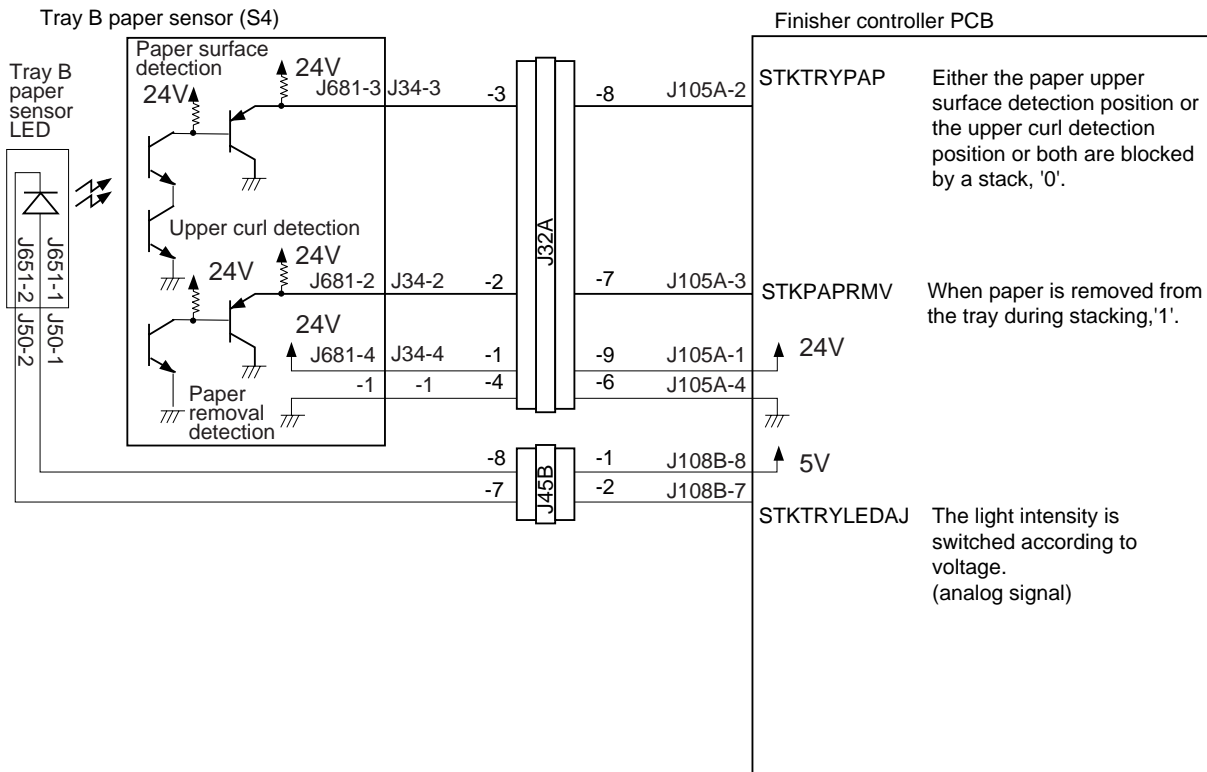 Tray B paper sensor (S4)
Finisher controller PCB
Tray B
paper
sensor
LED
J651-1
J651-2
J50-1
J50-2
Paper surface
detection
24V
24V
Upper curl detection
24V
24V
24V
Paper
removal
detection
J681-3 J34-3
-3
-8
J105A-2
STKTRYPAP
Either the paper upper
surface detection position or
the upper curl detection
position or both are blocked
by a stack, '0'.
J32A
J681-2 J34-2
-2
-7
J105A-3
STKPAPRMV
When paper is removed from
the tray during stacking,'1'.
J681-4 J34-4
-1
-9
J105A-1
24V
-1 -1
-4
-6
J105A-4
J45B
-8
-1
J108B-8
5V
-7
-2
J108B-7
STKTRYLEDAJ
The light intensity is
switched according to
voltage.
(analog signal)